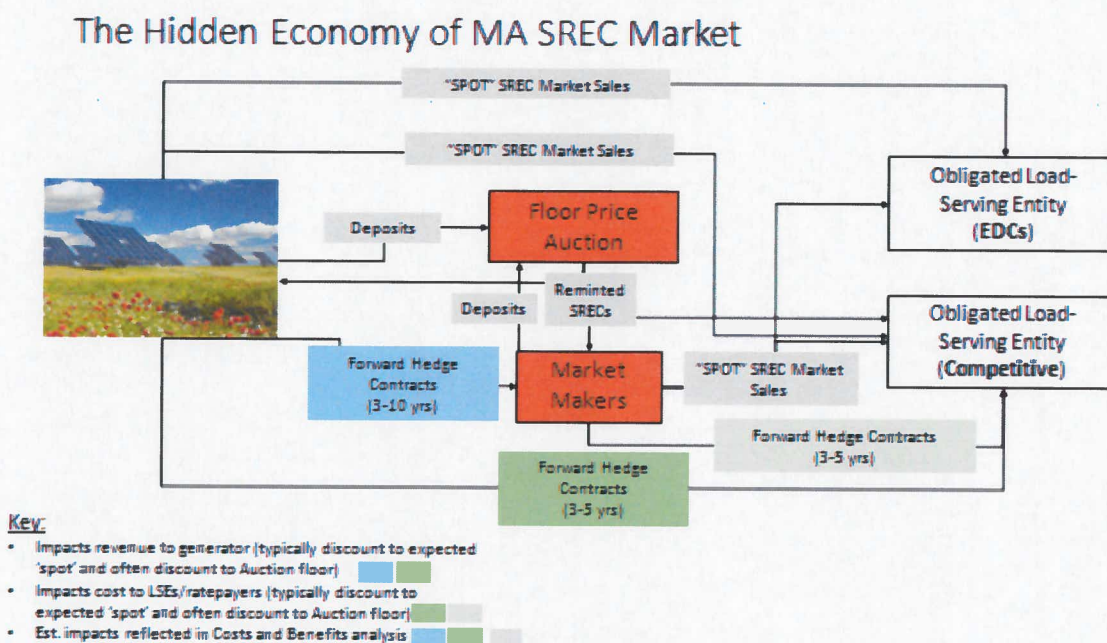 The Hidden Economy of MA SREC Market
"SPOT" SREC Market Sales
"SPOT" SREC Market Sales
Obligated Load-
Serving Entity
(EDCs)
Floor Price
Auction
Deposits
Deposits
Reminted
SRECs
Obligated Load-
Serving Entity
(Competitive)
Forward Hedge
Contracts
(3-10 yrs)
Market
Makers
"SPOT" SREC Market
Sales
Forward Hedge Contracts
(3-5 yrs)
Forward Hedge
Contracts
(3-5 yrs)
Key:
• Impacts revenue to generator (typically discount to expected
'spot' and often discount to Auction floor)
• Impacts cost to LSEs/ratepayers (typically discount to
expected 'spot' and often discount to Auction floor)
• Est. impacts reflected in Costs and Benefits analysis